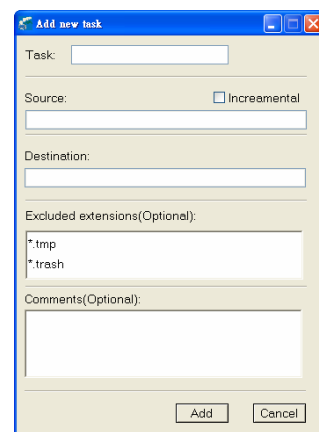 Add new task
Task:
Source: Increamental
Destination:
Excluded extensions(Optional):
*.tmp
*.trash
Comments(Optional):
Add Cancel